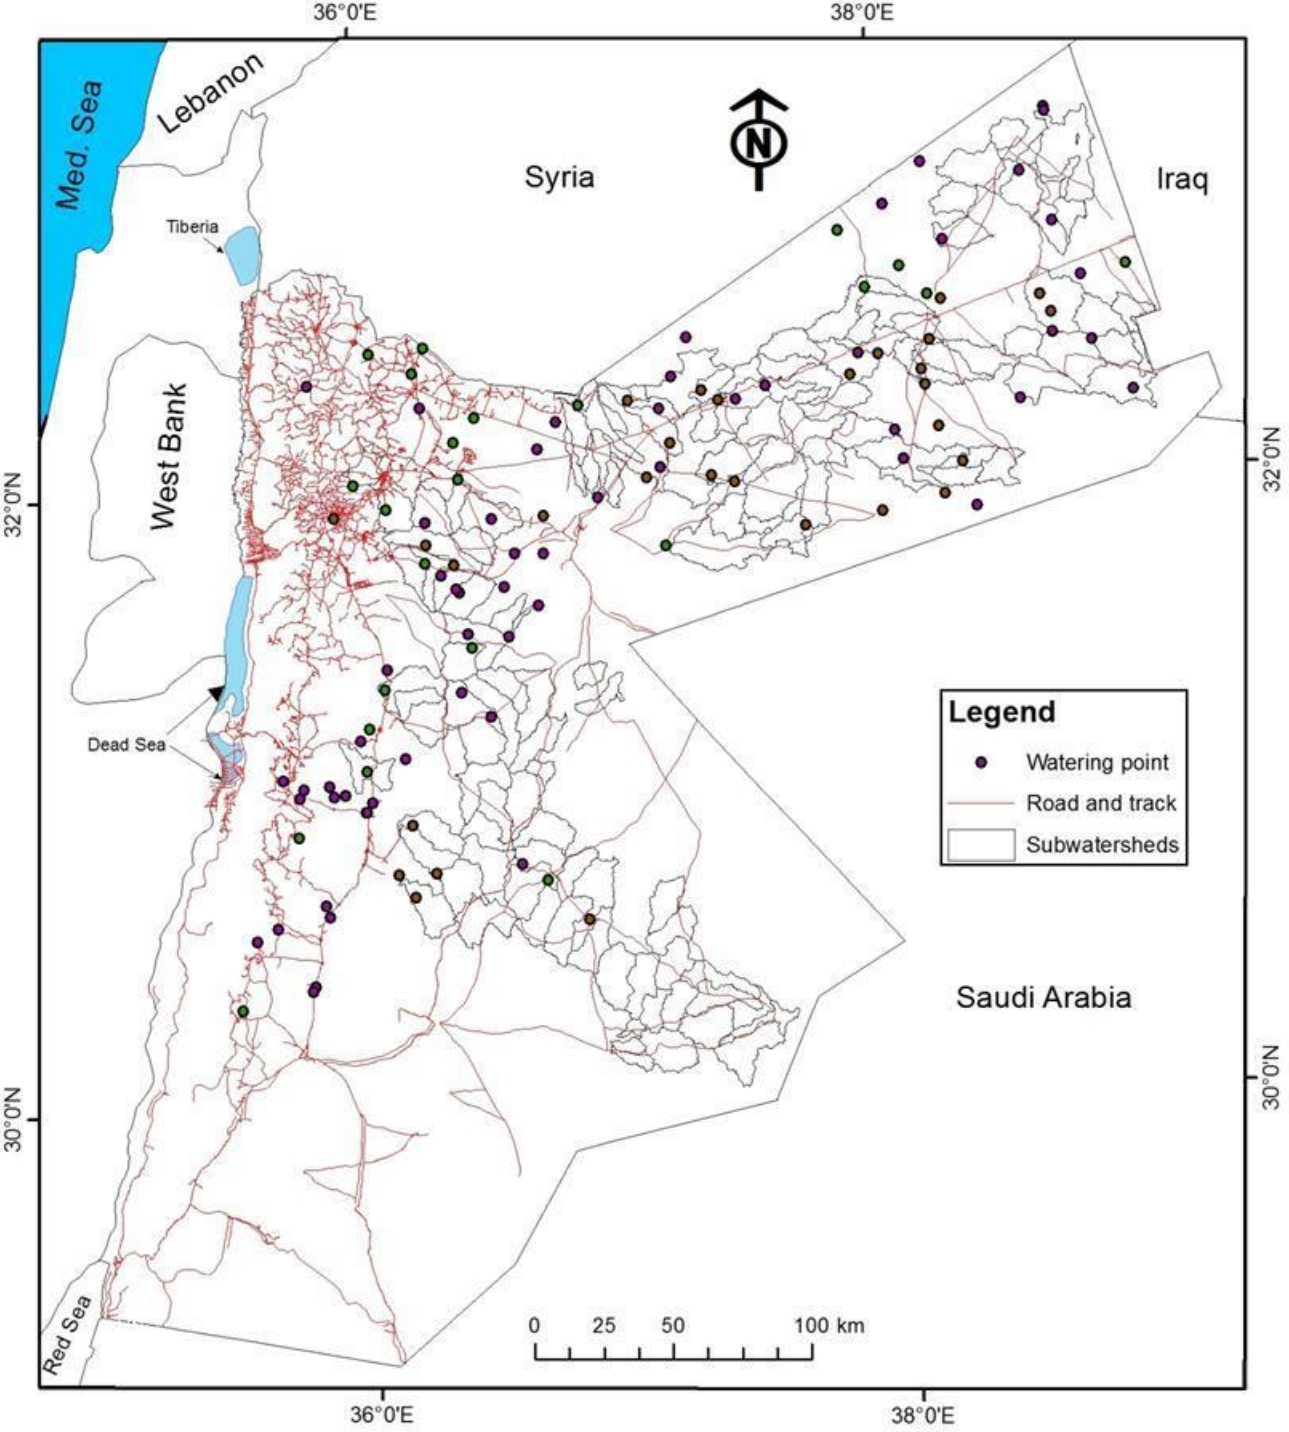 36°0'E
38°0'E
Med. Sea
Lebanon
N
Syria
Iraq
Tiberia
West Bank
32°0'N
32°0'N
Legend
Watering point
Road and track
Subwatersheds
Dead Sea
Saudi Arabia
30°0'N
30°0'N
Red Sea
0 25 50 100 km
36°0'E
38°0'E